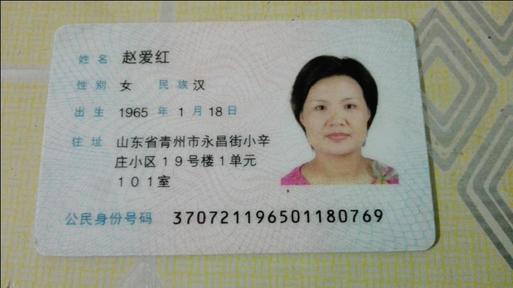 姓名 赵爱红
性别 女 民族 汉
出生 1965 年 1 月 18 日
住址 山东省青州市永昌街小辛
庄小区19号楼1单元
101室
公民身份号码 370721196501180769